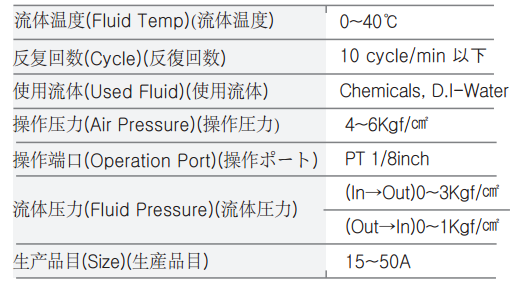 流体温度(Fluid Temp)(流体温度) 0~40℃
反复回数(Cycle)(反復回数) 10 cycle/min 以下
使用流体(Used Fluid)(使用流体) Chemicals, D.I-Water
操作压力(Air Pressure)(操作圧力) 4~6Kgf/㎠
操作端口(Operation Port)(操作ポート) PT 1/8inch
流体压力(Fluid Pressure)(流体圧力) (In→Out)0~3Kgf/㎠
(Out→In)0~1Kgf/㎠
生产品目(Size)(生産品目) 15~50A